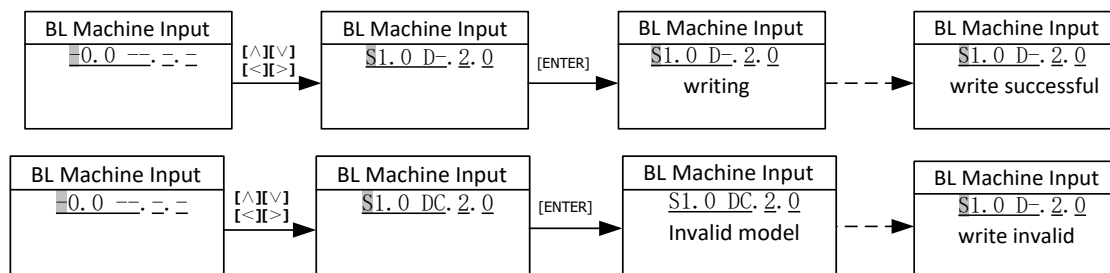 BL Machine Input
-0.0 --.-.-
[∧][∨]
[<][>]
BL Machine Input
S1.0 D-.2.0
[ENTER]
BL Machine Input
S1.0 D-.2.0
writing
BL Machine Input
S1.0 D-.2.0
write successful
BL Machine Input
-0.0 --.-.-
[∧][∨]
[<][>]
BL Machine Input
S1.0 DC.2.0
[ENTER]
BL Machine Input
S1.0 DC.2.0
Invalid model
BL Machine Input
S1.0 D-.2.0
write invalid